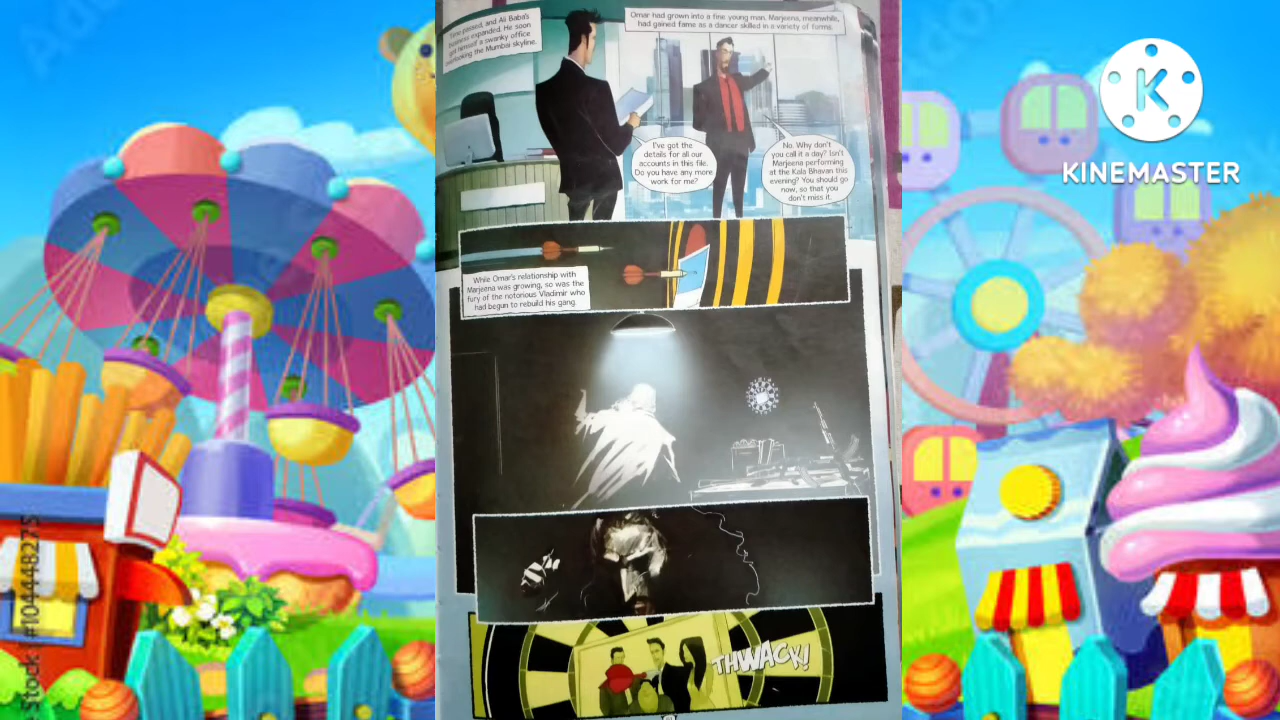 Time passed, and Ali Baba's
business expanded. He soon
got himself a swanky office
overlooking the Mumbai skyline.
Omar had grown into a fine young man. Marjeena, meanwhile,
had gained fame as a dancer skilled in a variety of forms.
I've got the
details for all our
accounts in this file.
Do you have any more
work for me?
No. Why don't
you call it a day? Isn't
Marjeena performing
at the Kala Bhavan this
evening? You should go
now, so that you
don't miss it.
While Omar's relationship with
Marjeena was growing, so was the
fury of the notorious Vladimir who
had begun to rebuild his gang.
THWACK!
K
KINEMASTER
Stock #104448275